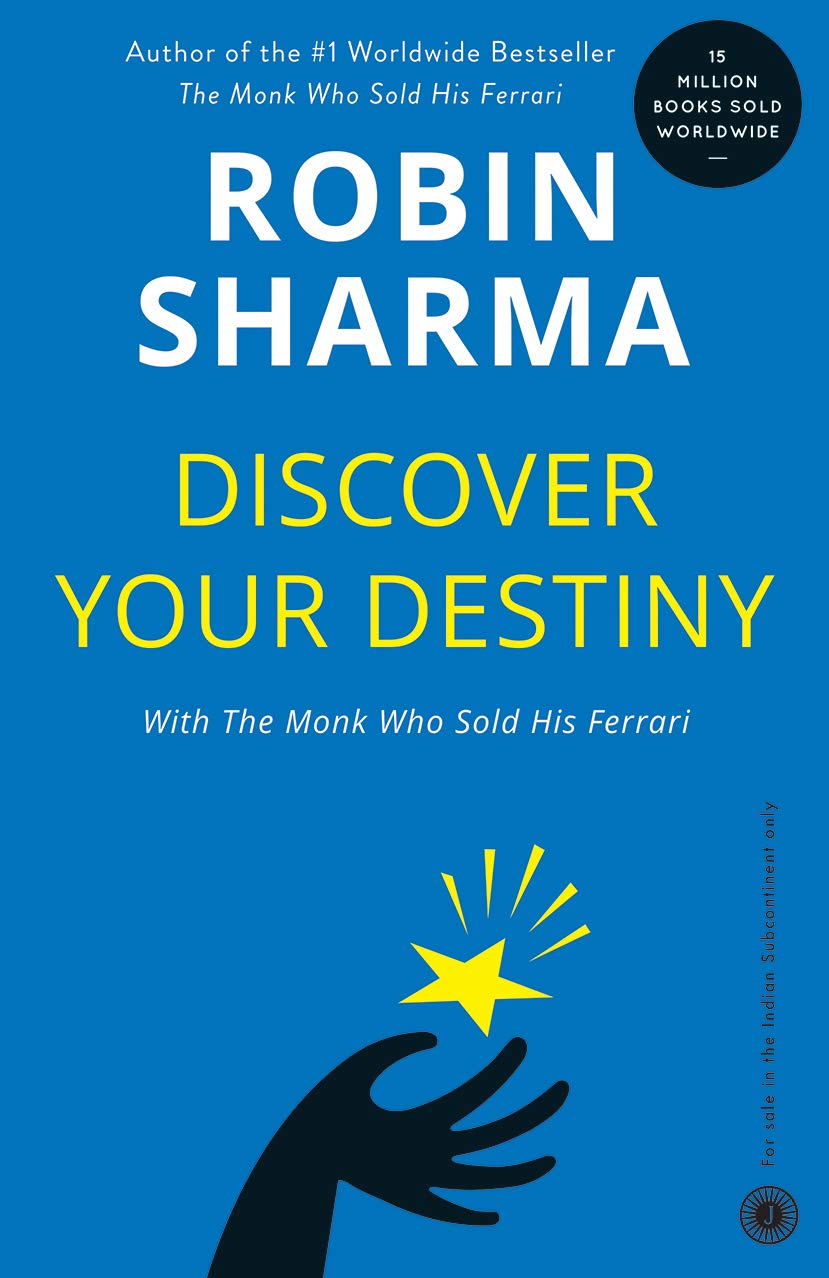 Author of the #1 Worldwide Bestseller
The Monk Who Sold His Ferrari
15
MILLION
BOOKS SOLD
WORLDWIDE
ROBIN
SHARMA
DISCOVER
YOUR DESTINY
With The Monk Who Sold His Ferrari
For sale in the Indian Subcontinent only
J